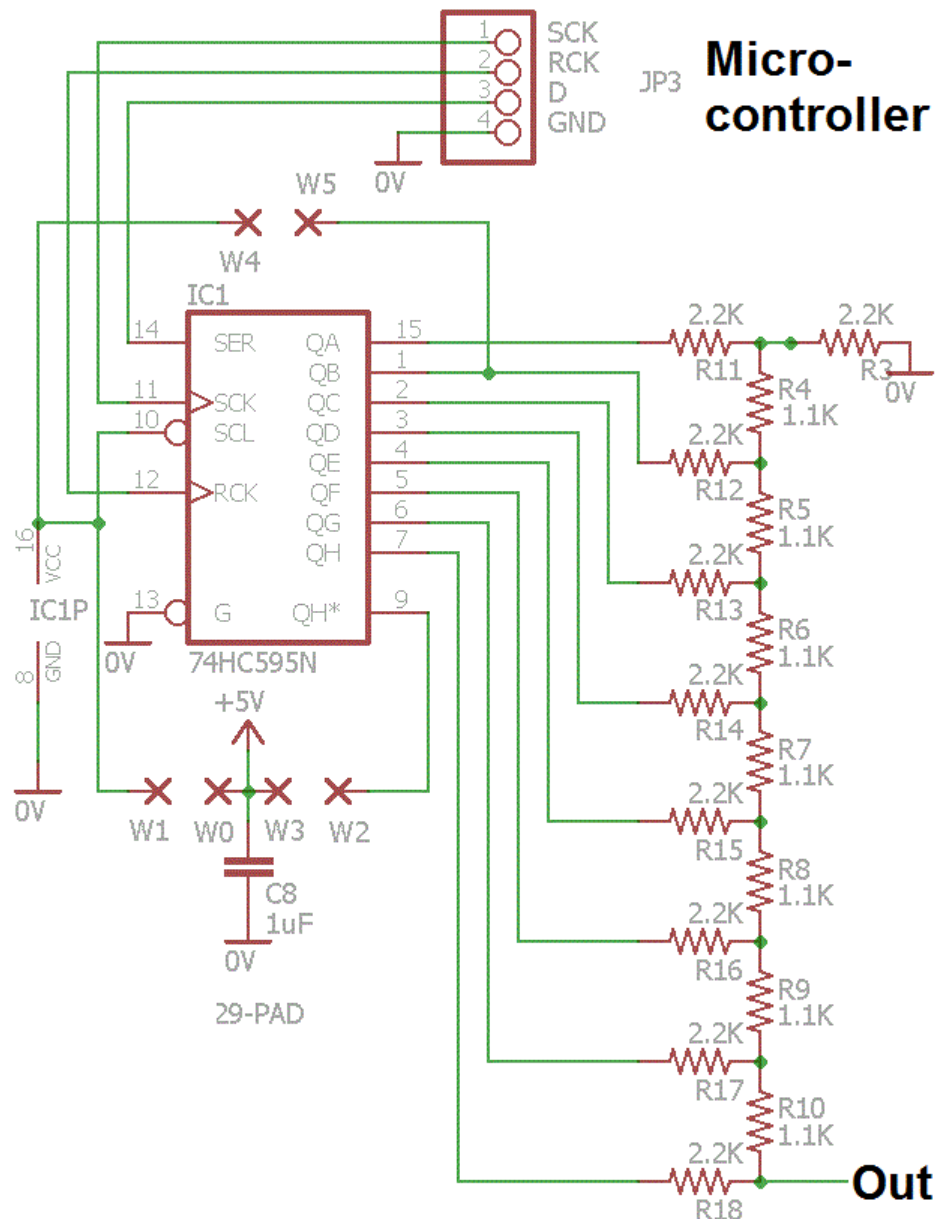 1 SCK
2 RCK
3 D
4 GND
JP3
Micro-
controller
0V
W5
W4
IC1
14 SER QA 15
QB 1
11 SCK QC 2
10 SCL QD 3
QE 4
12 RCK QF 5
QG 6
QH 7
13 G QH* 9
16 VCC
IC1P
8 GND
0V
0V
74HC595N
+5V
W1 W0 W3 W2
C8
1uF
0V
29-PAD
2.2K
R11
2.2K
R3
0V
R4
1.1K
2.2K
R12
R5
1.1K
2.2K
R13
R6
1.1K
2.2K
R14
R7
1.1K
2.2K
R15
R8
1.1K
2.2K
R16
R9
1.1K
2.2K
R17
R10
1.1K
2.2K
R18
Out